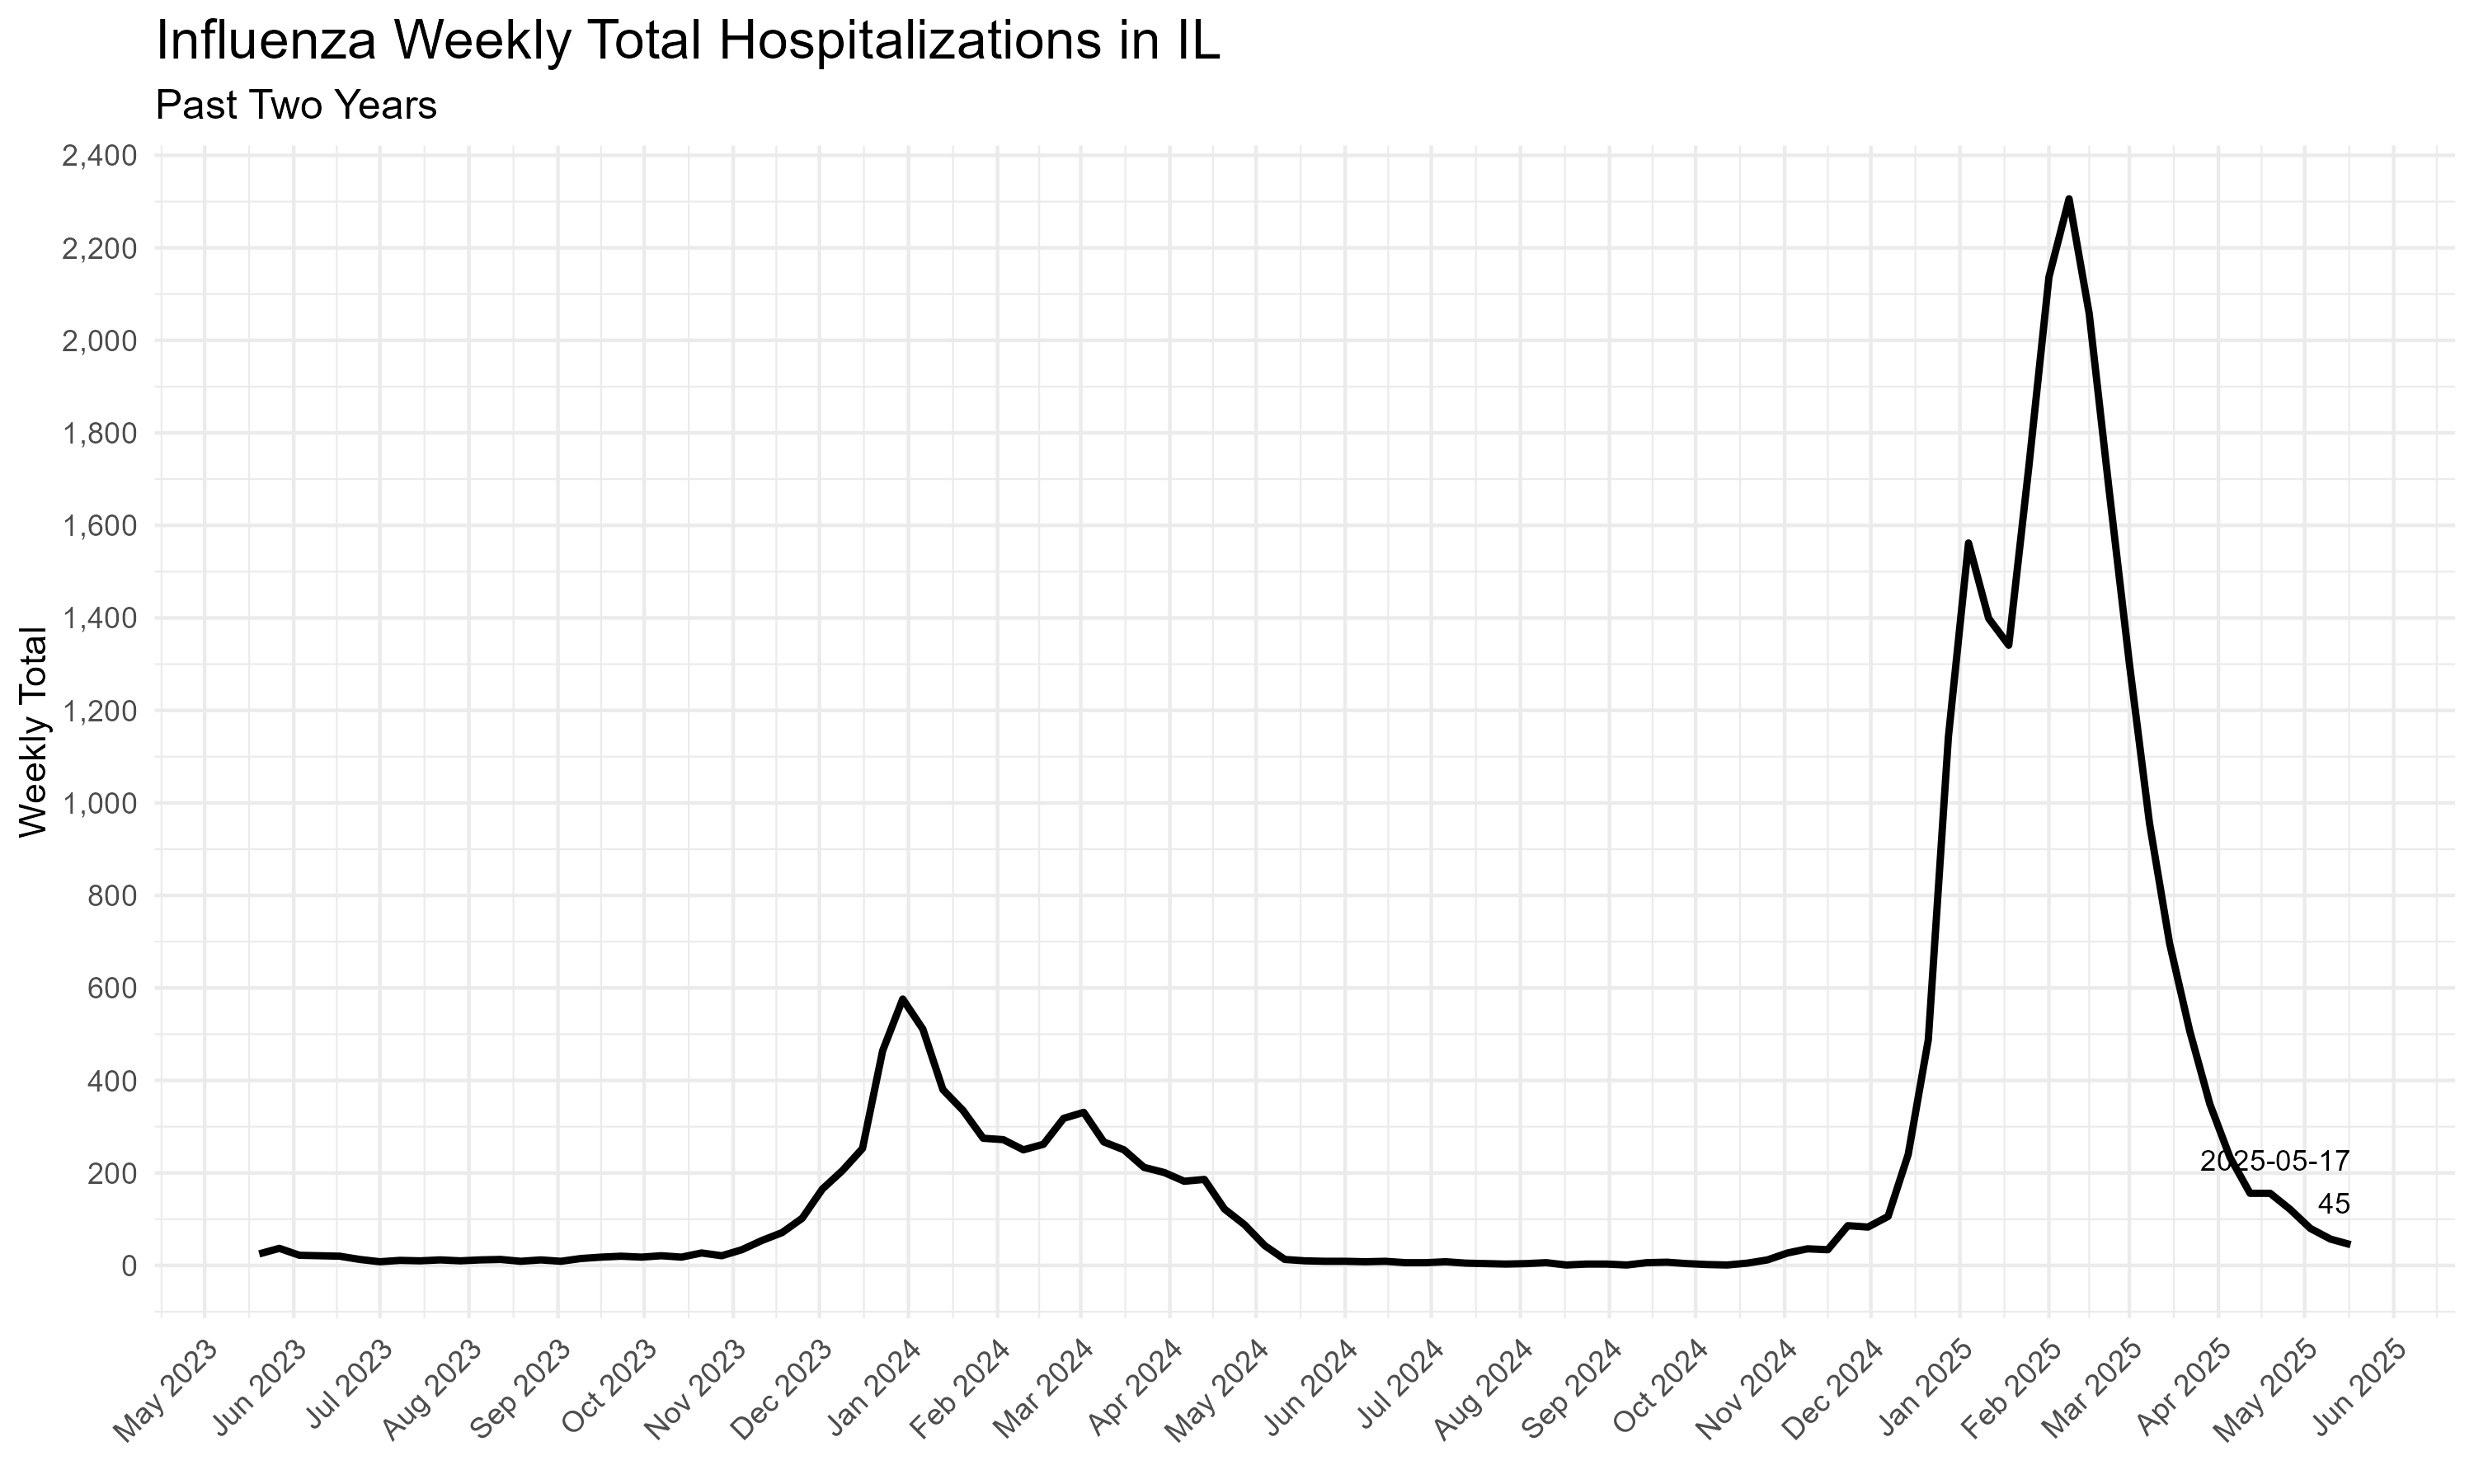 Influenza Weekly Total Hospitalizations in IL
Past Two Years
Weekly Total
2,400
2,200
2,000
1,800
1,600
1,400
1,200
1,000
800
600
400
200
0
2025-05-17
45
May 2023
Jun 2023
Jul 2023
Aug 2023
Sep 2023
Oct 2023
Nov 2023
Dec 2023
Jan 2024
Feb 2024
Mar 2024
Apr 2024
May 2024
Jun 2024
Jul 2024
Aug 2024
Sep 2024
Oct 2024
Nov 2024
Dec 2024
Jan 2025
Feb 2025
Mar 2025
Apr 2025
May 2025
Jun 2025